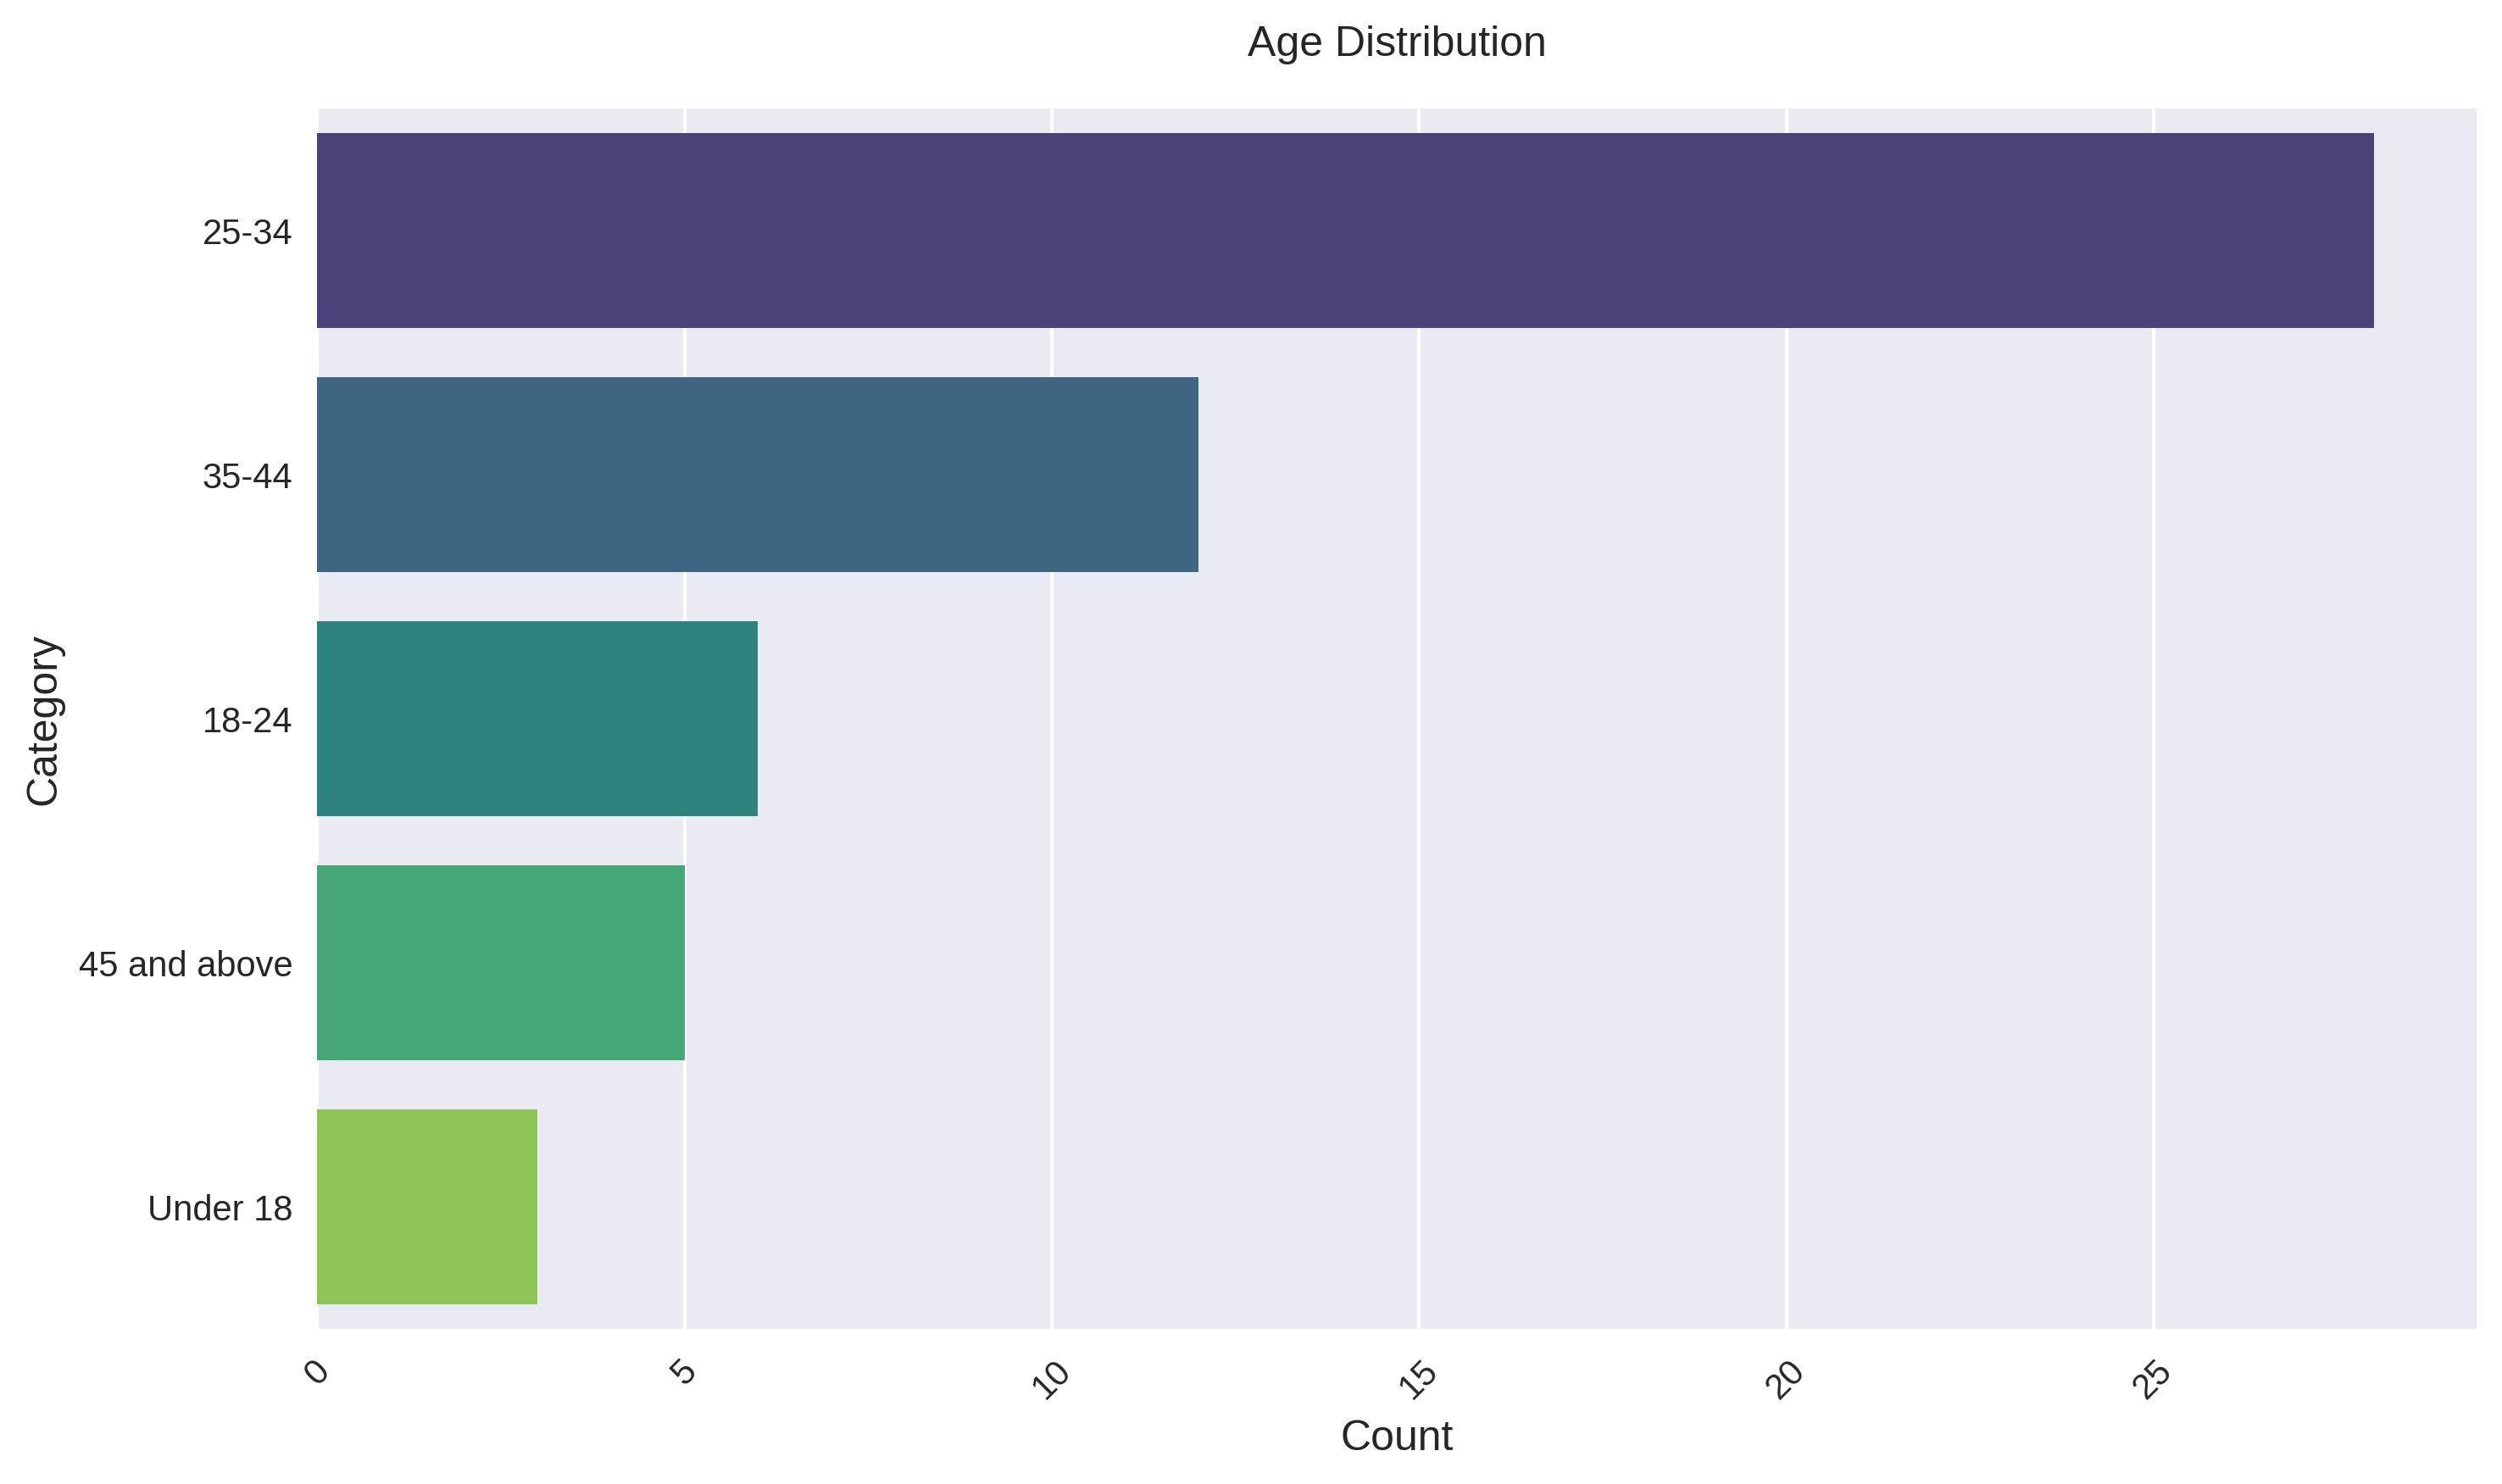 Age Distribution
25-34
35-44
18-24
45 and above
Under 18
Category
0 5 10 15 20 25
Count